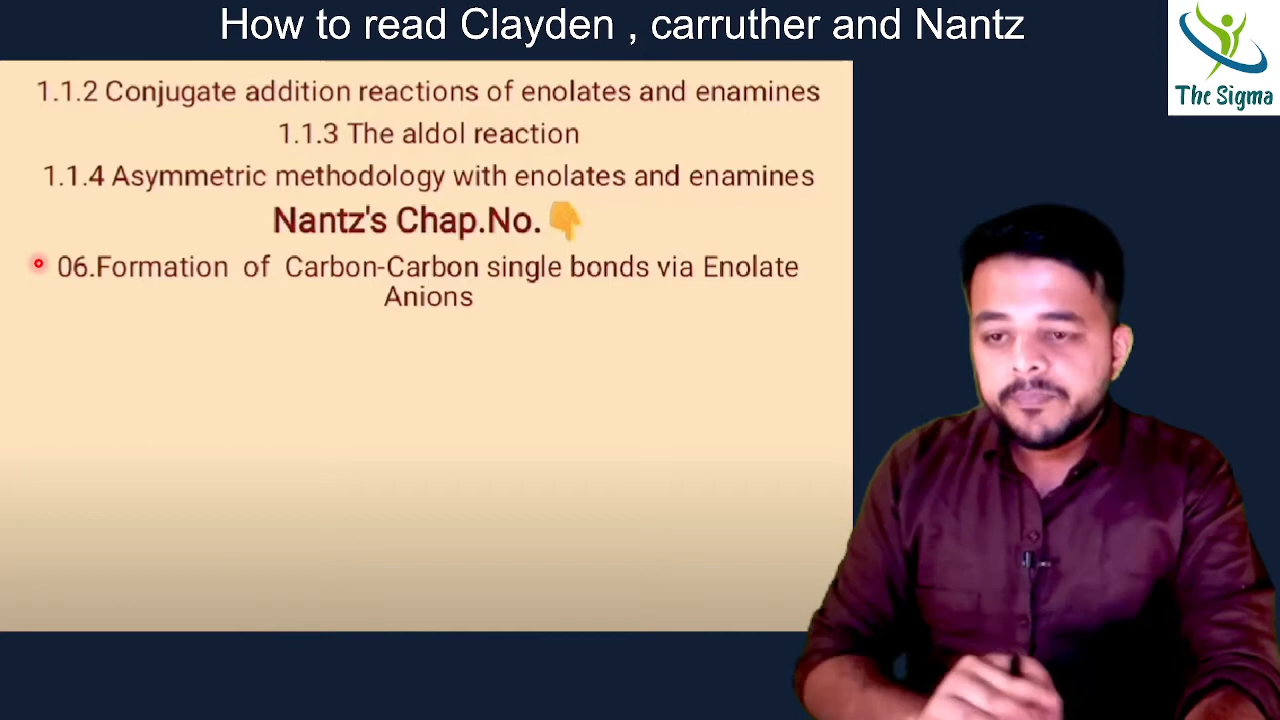 How to read Clayden , carruther and Nantz
The Sigma
1.1.2 Conjugate addition reactions of enolates and enamines
1.1.3 The aldol reaction
1.1.4 Asymmetric methodology with enolates and enamines
Nantz's Chap.No.👇
06.Formation of Carbon-Carbon single bonds via Enolate
Anions